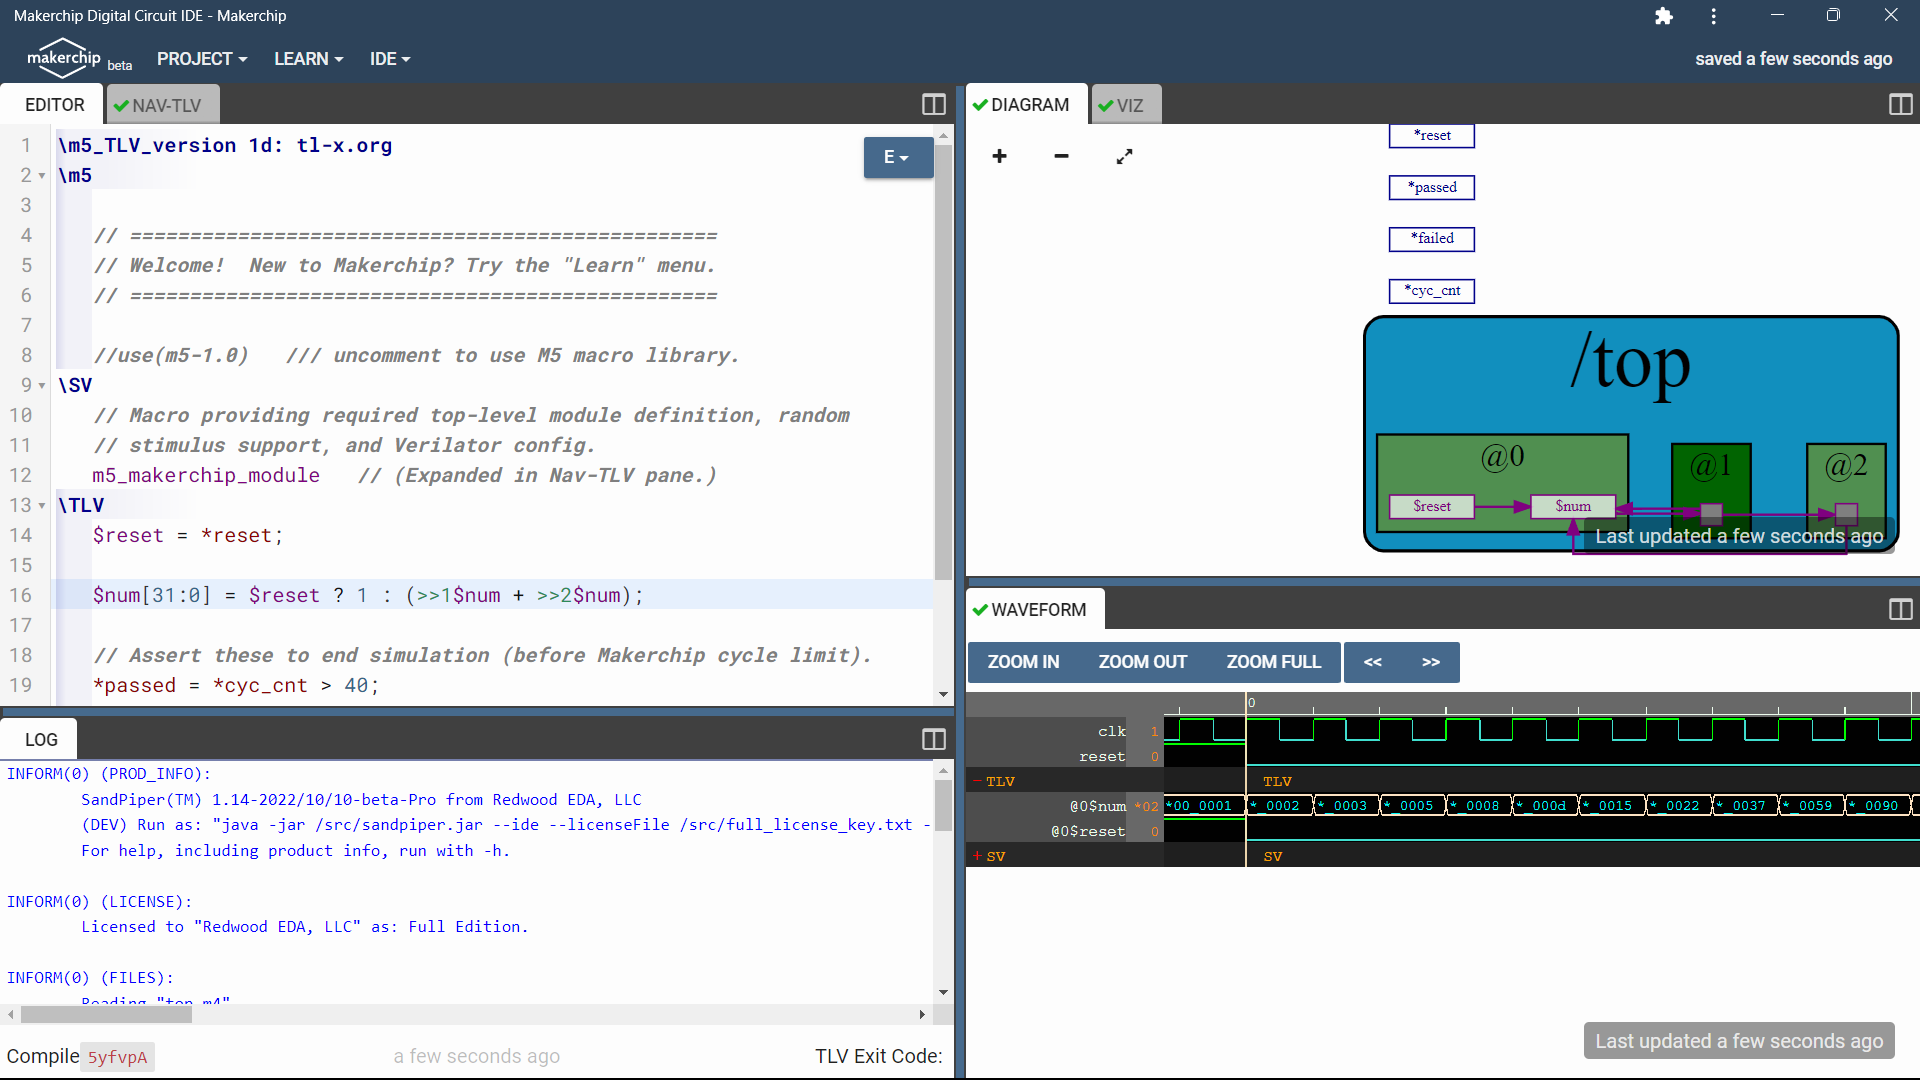 Makerchip Digital Circuit IDE - Makerchip
makerchip beta PROJECT LEARN IDE saved a few seconds ago
EDITOR NAV-TLV
E
1 \m5_TLV_version 1d: tl-x.org
2 \m5
3
4 // =================================================
5 // Welcome!  New to Makerchip? Try the "Learn" menu.
6 // =================================================
7
8 //use(m5-1.0)   /// uncomment to use M5 macro library.
9 \SV
10 // Macro providing required top-level module definition, random
11 // stimulus support, and Verilator config.
12 m5_makerchip_module   // (Expanded in Nav-TLV pane.)
13 \TLV
14 $reset = *reset;
15
16 $num[31:0] = $reset ? 1 : (>>1$num + >>2$num);
17
18 // Assert these to end simulation (before Makerchip cycle limit).
19 *passed = *cyc_cnt > 40;
LOG
INFORM(0) (PROD_INFO):
SandPiper(TM) 1.14-2022/10/10-beta-Pro from Redwood EDA, LLC
(DEV) Run as: "java -jar /src/sandpiper.jar --ide --licenseFile /src/full_license_key.txt -
For help, including product info, run with -h.
INFORM(0) (LICENSE):
Licensed to "Redwood EDA, LLC" as: Full Edition.
INFORM(0) (FILES):
Reading "top.m4"
Compile 5yfvpA a few seconds ago TLV Exit Code:
DIAGRAM VIZ
*reset
*passed
*failed
*cyc_cnt
/top
@0 @1 @2
$reset $num
Last updated a few seconds ago
WAVEFORM
ZOOM IN ZOOM OUT ZOOM FULL << >>
0
clk 1
reset 0
- TLV TLV
@0$num *02 *00 0001 * 0002 * 0003 * 0005 * 0008 * 000d * 0015 * 0022 * 0037 * 0059 * 0090
@0$reset 0
+ SV SV
Last updated a few seconds ago